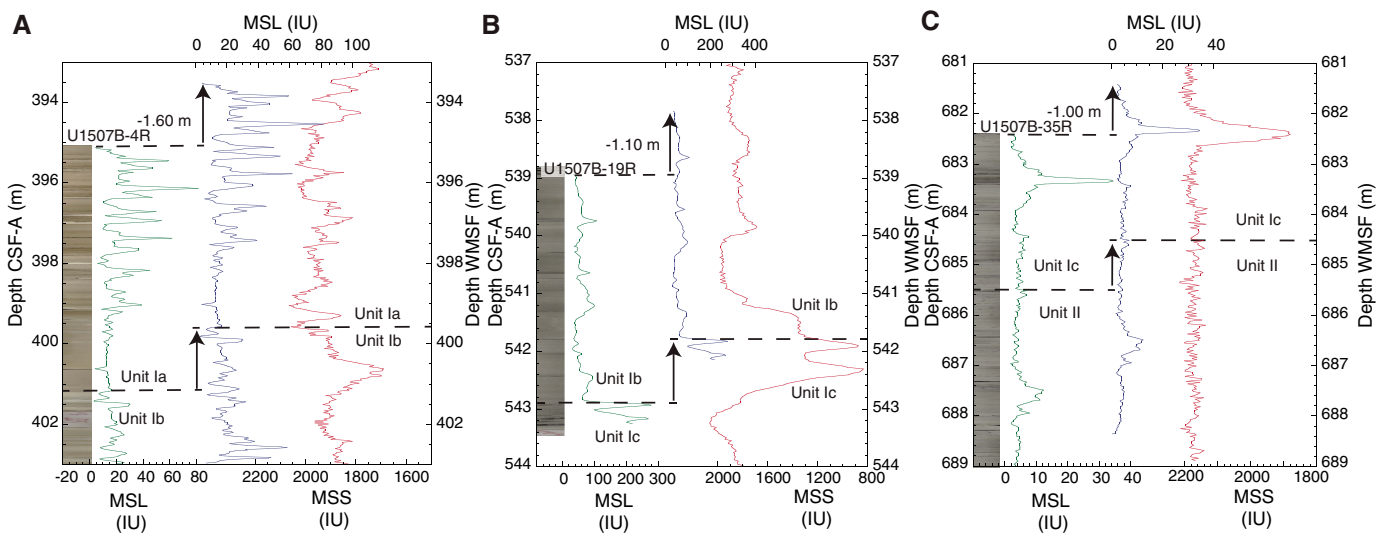 A
MSL (IU)
0 20 40 60 80 100
394
396
398
400
402
Depth CSF-A (m)
U1507B-4R
-1.60 m
Unit Ia
Unit Ib
Unit Ia
Unit Ib
394
396
398
400
402
Depth WMSF (m)
-20 0 20 40 60 80
2200 2000 1800 1600
MSL
(IU)
MSS
(IU)
B
MSL (IU)
0 200 400
537
538
539
540
541
542
543
544
Depth CSF-A (m)
U1507B-19R
-1.10 m
Unit Ib
Unit Ic
Unit Ib
Unit Ic
537
538
539
540
541
542
543
544
Depth WMSF (m)
0 100 200 300
2000 1600 1200 800
MSL
(IU)
MSS
(IU)
C
MSL (IU)
0 20 40
681
682
683
684
685
686
687
688
689
Depth CSF-A (m)
U1507B-35R
-1.00 m
Unit Ic
Unit II
Unit Ic
Unit II
681
682
683
684
685
686
687
688
689
Depth WMSF (m)
0 10 20 30 40
2200 2000 1800
MSL
(IU)
MSS
(IU)